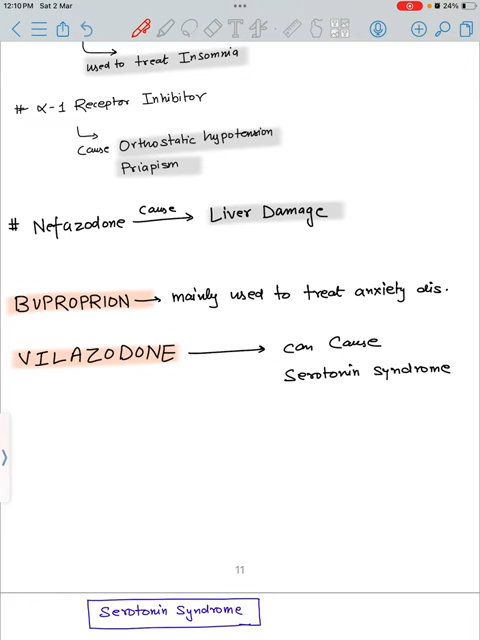 12:10 PM Sat 2 Mar
24%
used to treat Insomnia
# α-1 Receptor Inhibitor
cause Orthostatic hypotension
Priapism
# Nefazodone cause Liver Damage
BUPROPRION → mainly used to treat anxiety dis.
VILAZODONE → can cause
Serotonin syndrome
11
Serotonin Syndrome